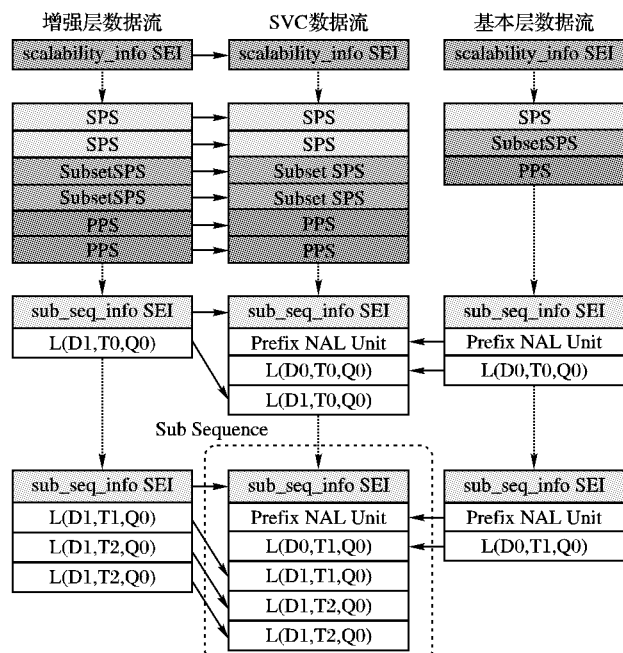 增强层数据流
SVC数据流
基本层数据流
scalability_info SEI
scalability_info SEI
scalability_info SEI
SPS
SPS
SPS
SPS
SPS
SubsetSPS
SubsetSPS
Subset SPS
PPS
SubsetSPS
Subset SPS
PPS
PPS
PPS
PPS
sub_seq_info SEI
sub_seq_info SEI
sub_seq_info SEI
L(D1,T0,Q0)
Prefix NAL Unit
Prefix NAL Unit
L(D0,T0,Q0)
L(D0,T0,Q0)
L(D1,T0,Q0)
Sub Sequence
sub_seq_info SEI
sub_seq_info SEI
sub_seq_info SEI
L(D1,T1,Q0)
Prefix NAL Unit
Prefix NAL Unit
L(D1,T2,Q0)
L(D0,T1,Q0)
L(D0,T1,Q0)
L(D1,T2,Q0)
L(D1,T1,Q0)
L(D1,T2,Q0)
L(D1,T2,Q0)